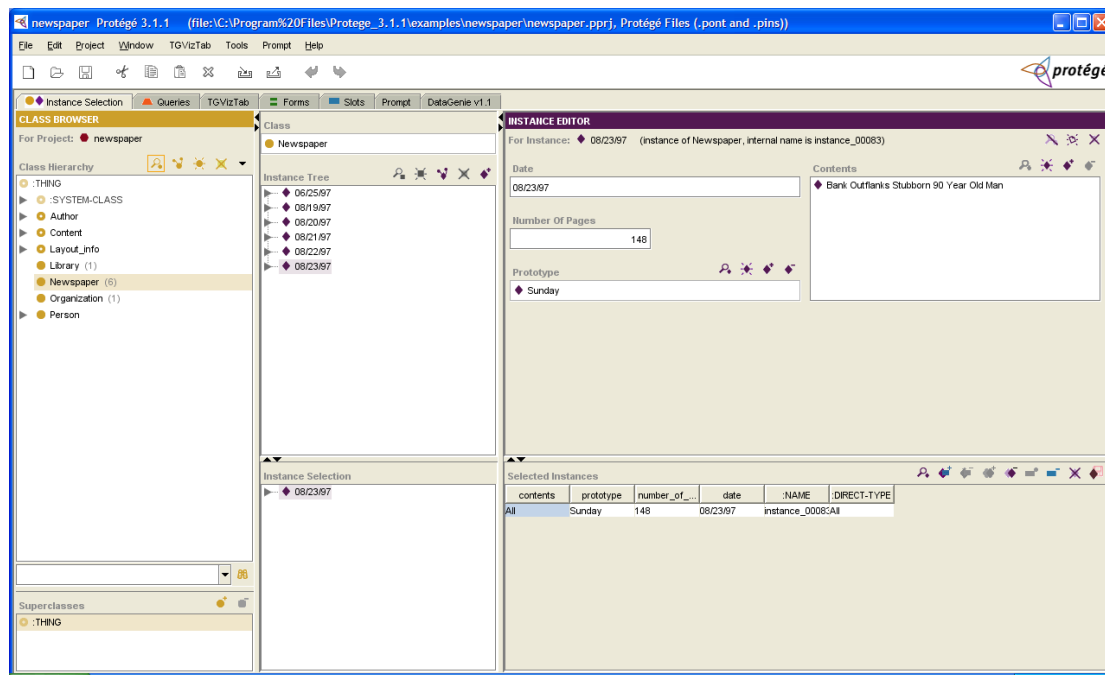 newspaper Protégé 3.1.1 (file:\C:\Program%20Files\Protege_3.1.1\examples\newspaper\newspaper.pprj, Protégé Files (.pont and .pins))
File Edit Project Window TGVizTab Tools Prompt Help
protégé
Instance Selection Queries TGVizTab Forms Slots Prompt DataGenie v1.1
CLASS BROWSER
For Project: newspaper
Class Hierarchy
:THING
:SYSTEM-CLASS
Author
Content
Layout_info
Library (1)
Newspaper (6)
Organization (1)
Person
Superclasses
:THING
Class
Newspaper
Instance Tree
06/25/97
08/19/97
08/20/97
08/21/97
08/22/97
08/23/97
Instance Selection
08/23/97
INSTANCE EDITOR
For Instance: 08/23/97 (instance of Newspaper, internal name is instance_00083)
Date
08/23/97
Number Of Pages
148
Prototype
Sunday
Contents
Bank Outflanks Stubborn 90 Year Old Man
Selected Instances
contents prototype number_of_... date :NAME :DIRECT-TYPE
All Sunday 148 08/23/97 instance_0008 All